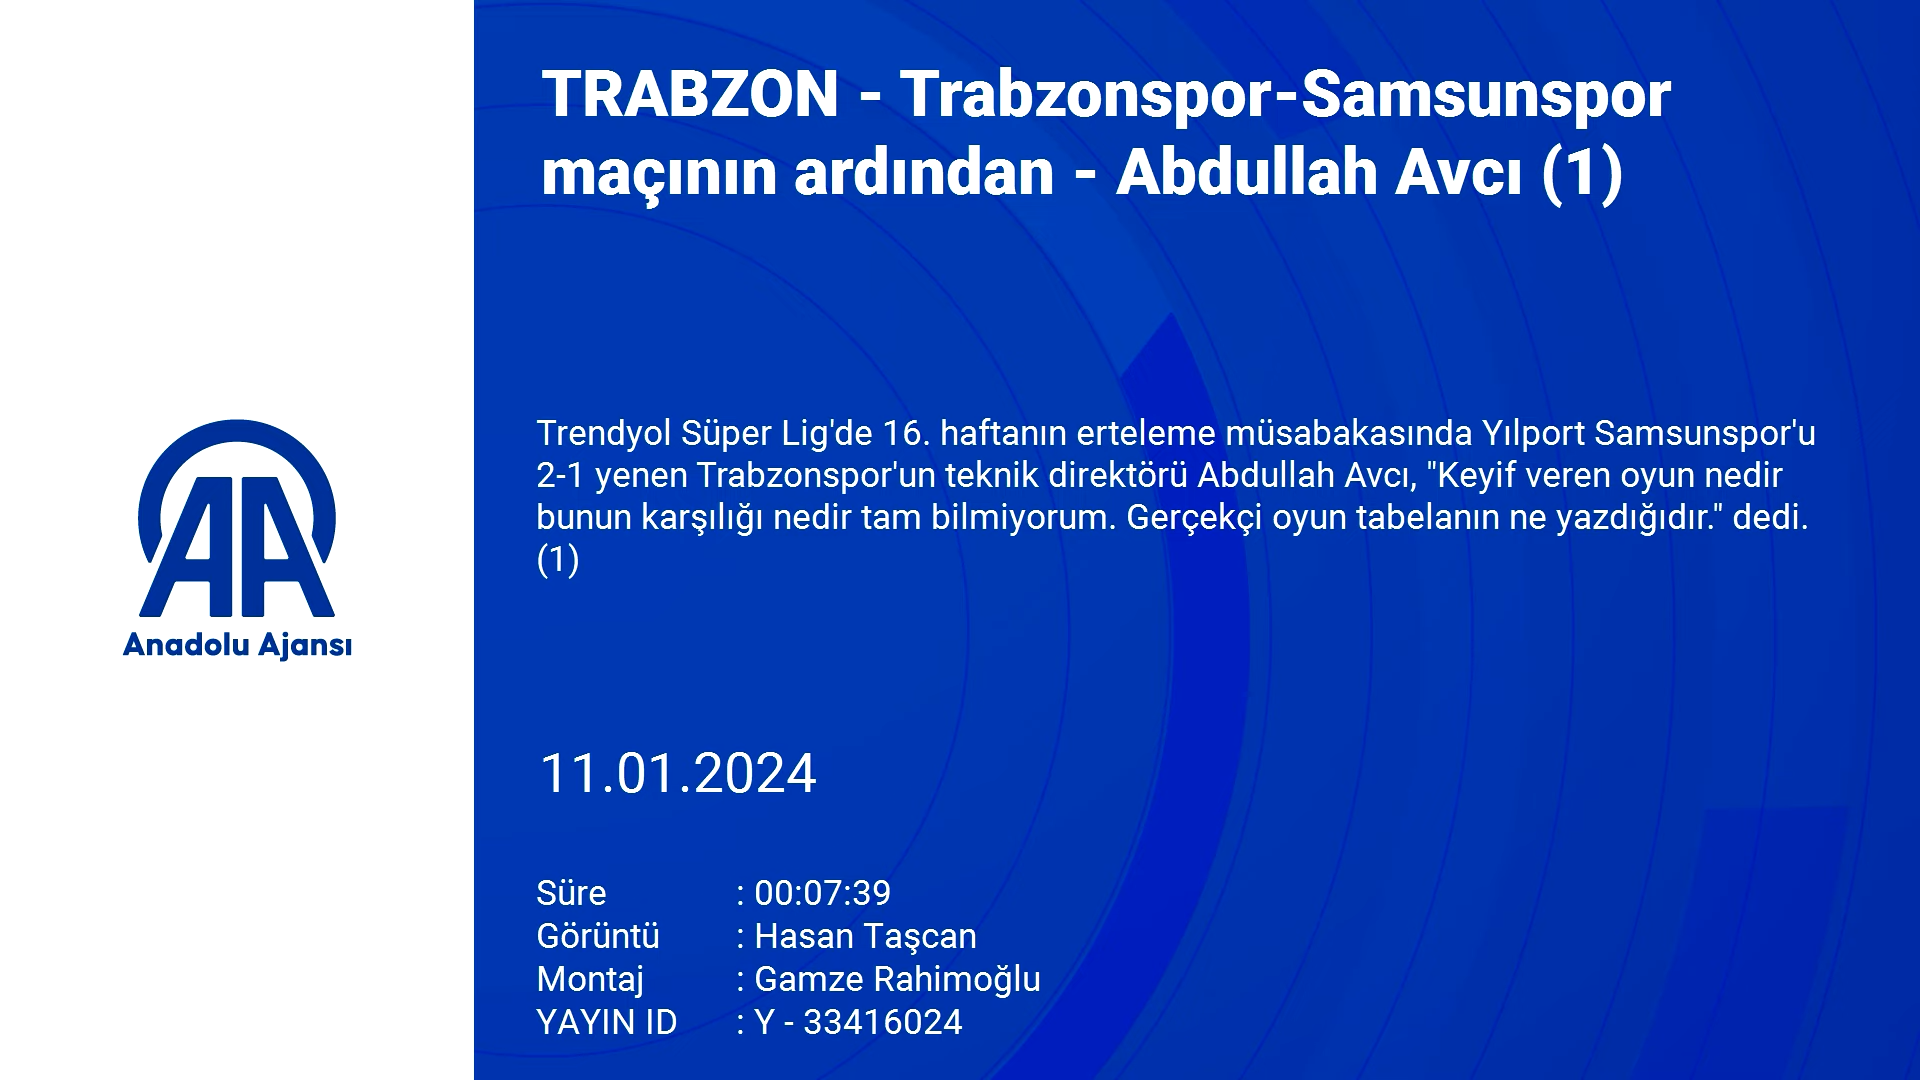 TRABZON - Trabzonspor-Samsunspor
maçının ardından - Abdullah Avcı (1)
Trendyol Süper Lig'de 16. haftanın erteleme müsabakasında Yılport Samsunspor'u
2-1 yenen Trabzonspor'un teknik direktörü Abdullah Avcı, "Keyif veren oyun nedir
bunun karşılığı nedir tam bilmiyorum. Gerçekçi oyun tabelanın ne yazdığıdır." dedi.
(1)
AA
Anadolu Ajansı
11.01.2024
Süre : 00:07:39
Görüntü : Hasan Taşcan
Montaj : Gamze Rahimoğlu
YAYIN ID : Y - 33416024